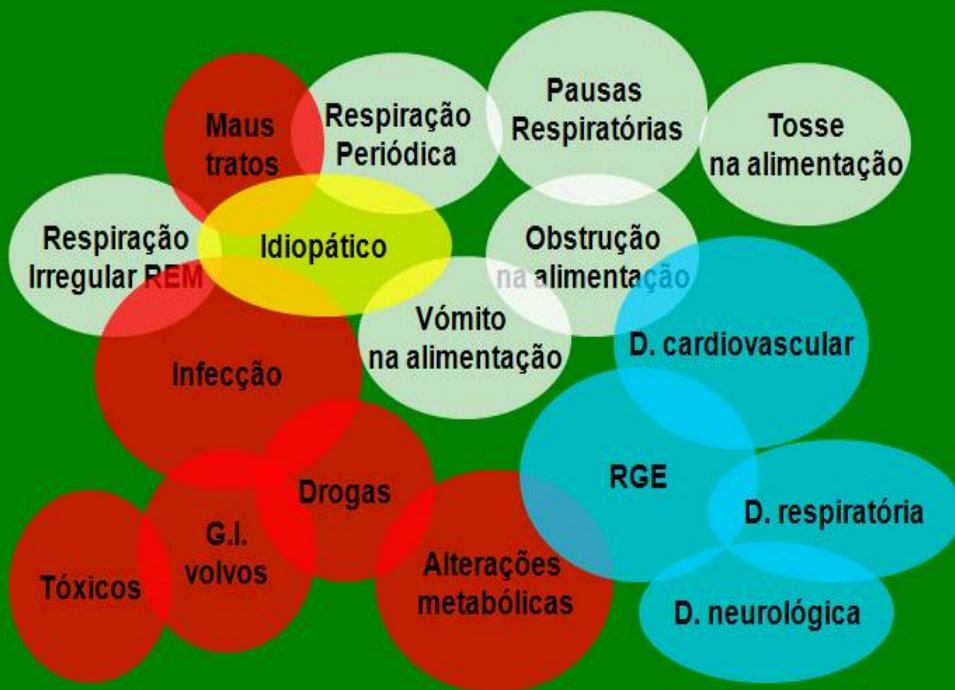 Maus
tratos
Respiração
Periódica
Pausas
Respiratórias
Tosse
na alimentação
Respiração
Irregular REM
Idiopático
Obstrução
na alimentação
Vómito
na alimentação
D. cardiovascular
Infecção
RGE
Drogas
D. respiratória
G.I.
volvos
Tóxicos
Alterações
metabólicas
D. neurológica